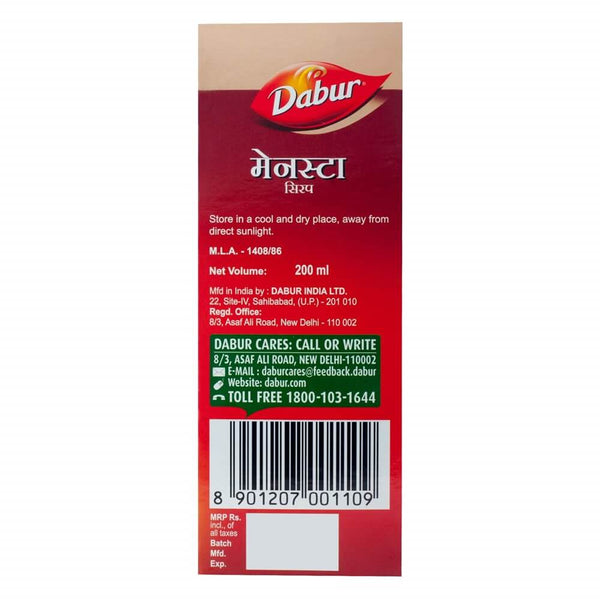 Dabur
मेनस्टा
सिरप
Store in a cool and dry place, away from
direct sunlight.
M.L.A. - 1408/86
Net Volume: 200 ml
Mfd in India by : DABUR INDIA LTD.
22, Site-IV, Sahibabad, (U.P.) - 201 010
Regd. Office:
8/3, Asaf Ali Road, New Delhi - 110 002
DABUR CARES: CALL OR WRITE
8/3, ASAF ALI ROAD, NEW DELHI-110002
E-MAIL : daburcares@feedback.dabur
Website: dabur.com
TOLL FREE 1800-103-1644
8 901207 001109
MRP Rs.
incl., of
all taxes
Batch
Mfd.
Exp.